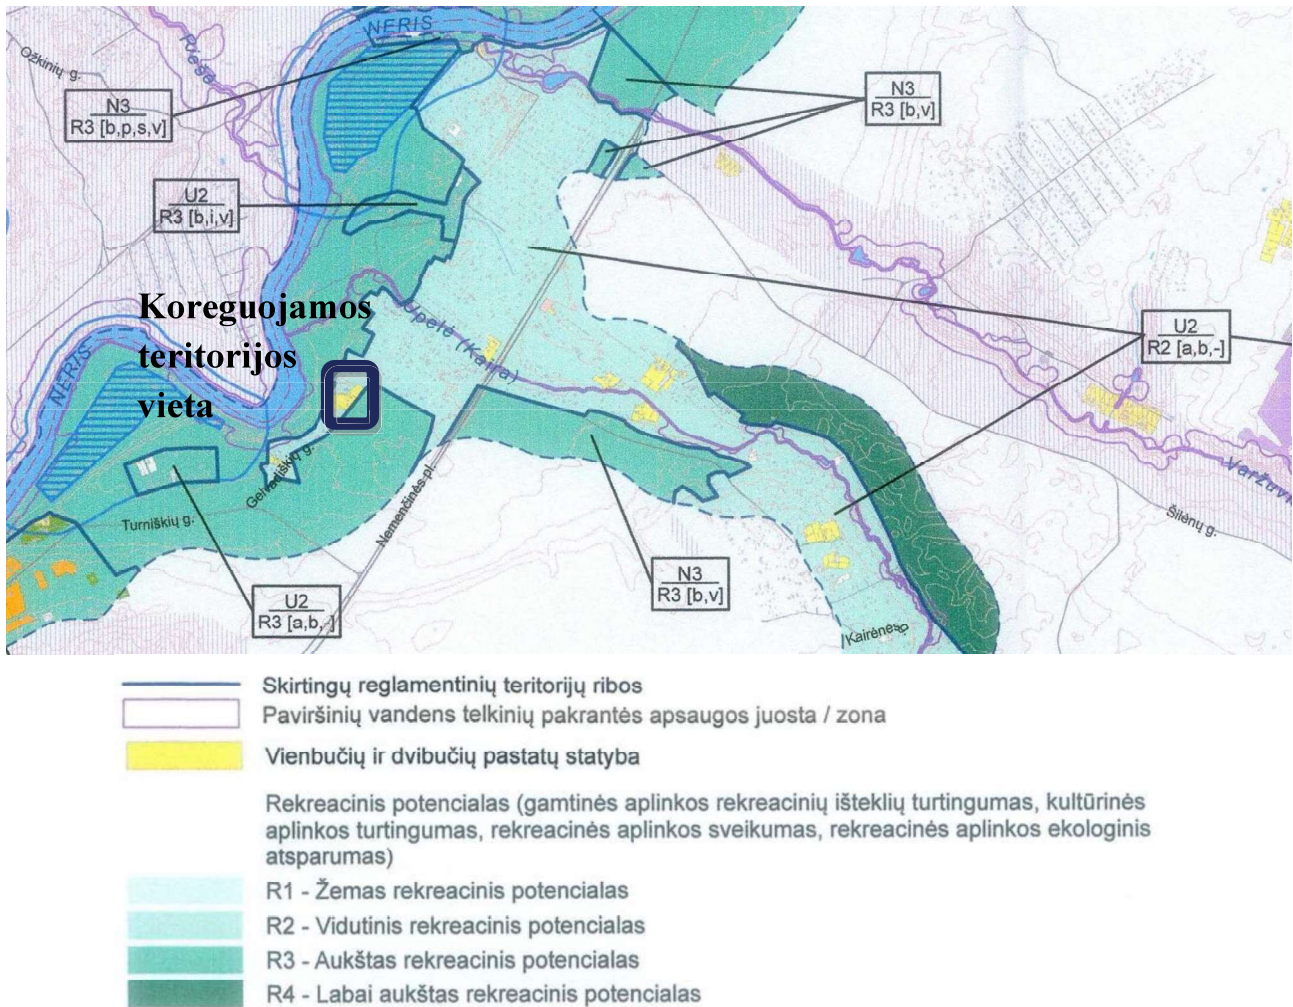 NERIS
Riešė
Ožkinių g.
N3
R3 [b,p,s,v]
N3
R3 [b,v]
U2
R3 [b,i,v]
Koreguojamos
teritorijos
vieta
Upelė (Kaira)
U2
R2 [a,b,-]
NERIS
Gelvadiškių g.
Nemenčinės pl.
Turniškių g.
Šilėnų g.
N3
R3 [b,v]
U2
R3 [a,b,-]
Skirtingų reglamentinių teritorijų ribos
Paviršinių vandens telkinių pakrantės apsaugos juosta / zona
Vienbučių ir dvibučių pastatų statyba
Rekreacinis potencialas (gamtinės aplinkos rekreacinių išteklių turtingumas, kultūrinės
aplinkos turtingumas, rekreacinės aplinkos sveikumas, rekreacinės aplinkos ekologinis
atsparumas)
R1 - Žemas rekreacinis potencialas
R2 - Vidutinis rekreacinis potencialas
R3 - Aukštas rekreacinis potencialas
R4 - Labai aukštas rekreacinis potencialas